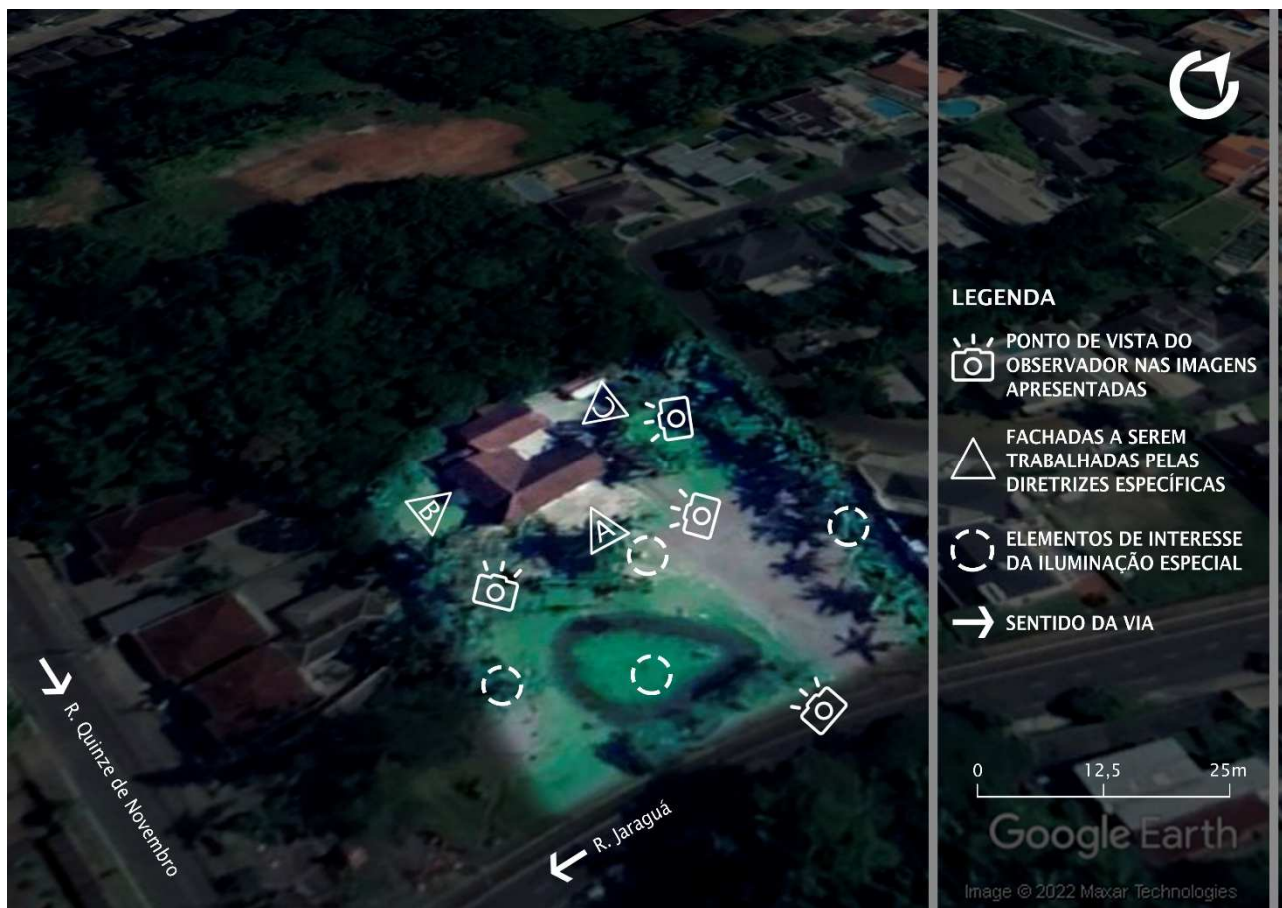 LEGENDA
PONTO DE VISTA DO
OBSERVADOR NAS IMAGENS
APRESENTADAS
FACHADAS A SEREM
TRABALHADAS PELAS
DIRETRIZES ESPECÍFICAS
ELEMENTOS DE INTERESSE
DA ILUMINAÇÃO ESPECIAL
SENTIDO DA VIA
C
B
A
R. Quinze de Novembro
R. Jaraguá
0 12,5 25m
Google Earth
Image © 2022 Maxar Technologies